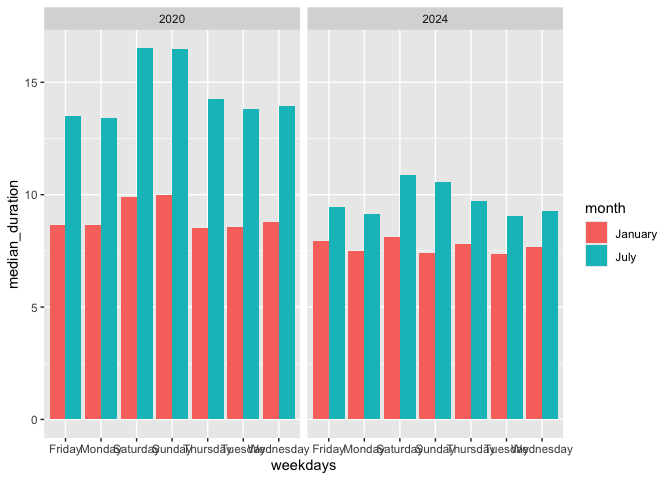 2020 2024
15
10
5
0
median_duration
Friday Monday Saturday Sunday Thursday Tuesday Wednesday Friday Monday Saturday Sunday Thursday Tuesday Wednesday
weekdays
month
January
July